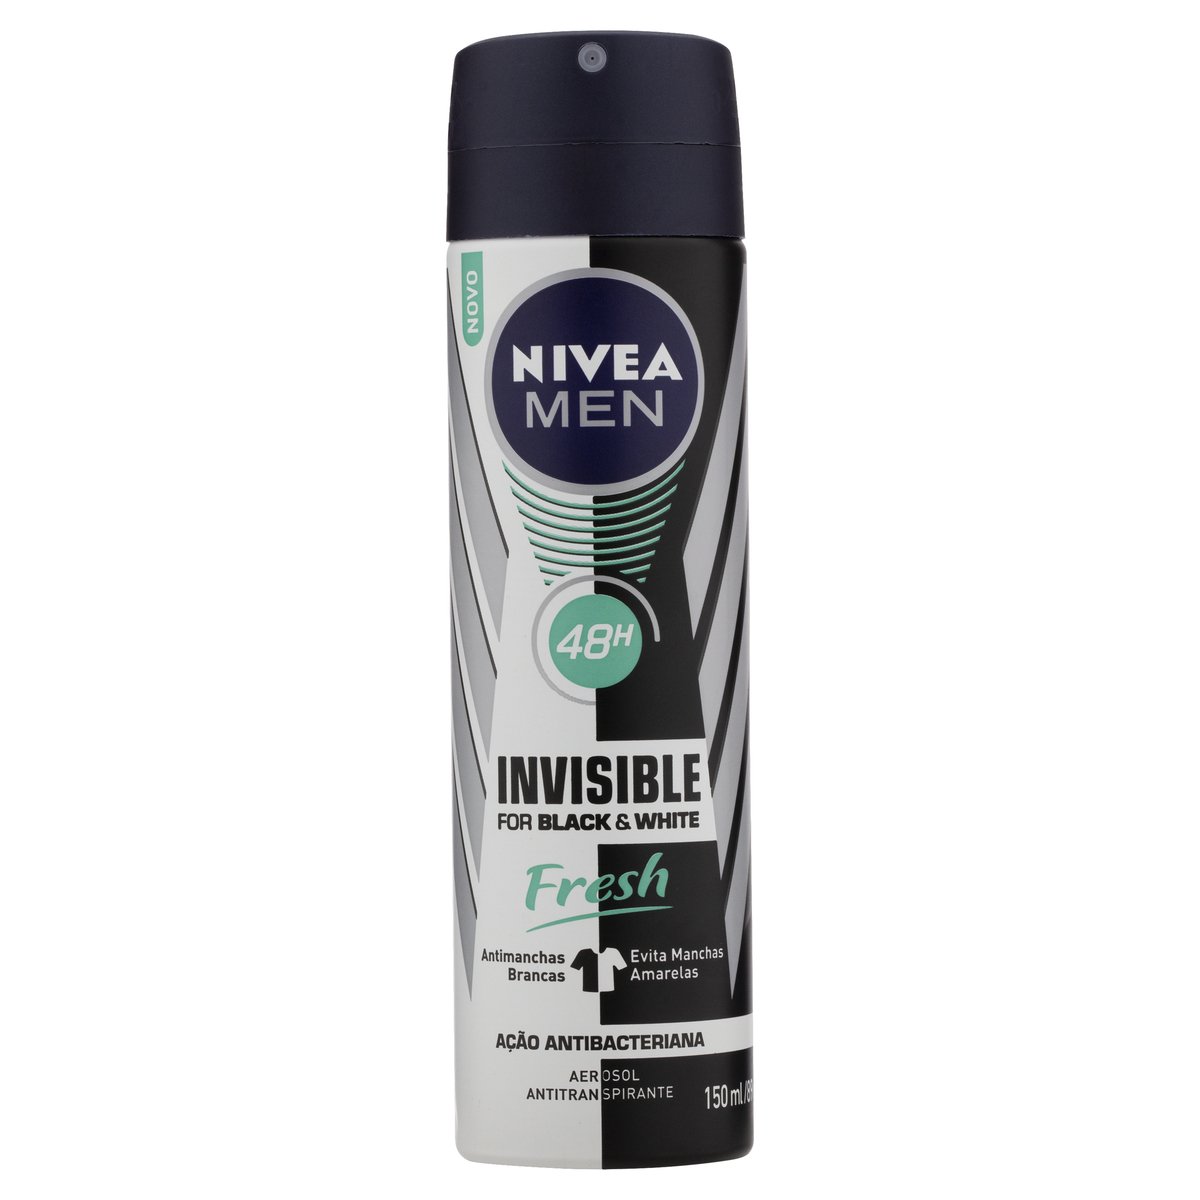 NOVO
NIVEA
MEN
48H
INVISIBLE
FOR BLACK & WHITE
Fresh
Antimanchas
Brancas
Evita Manchas
Amarelas
AÇÃO ANTIBACTERIANA
AEROSOL
ANTITRANSPIRANTE
150 ml